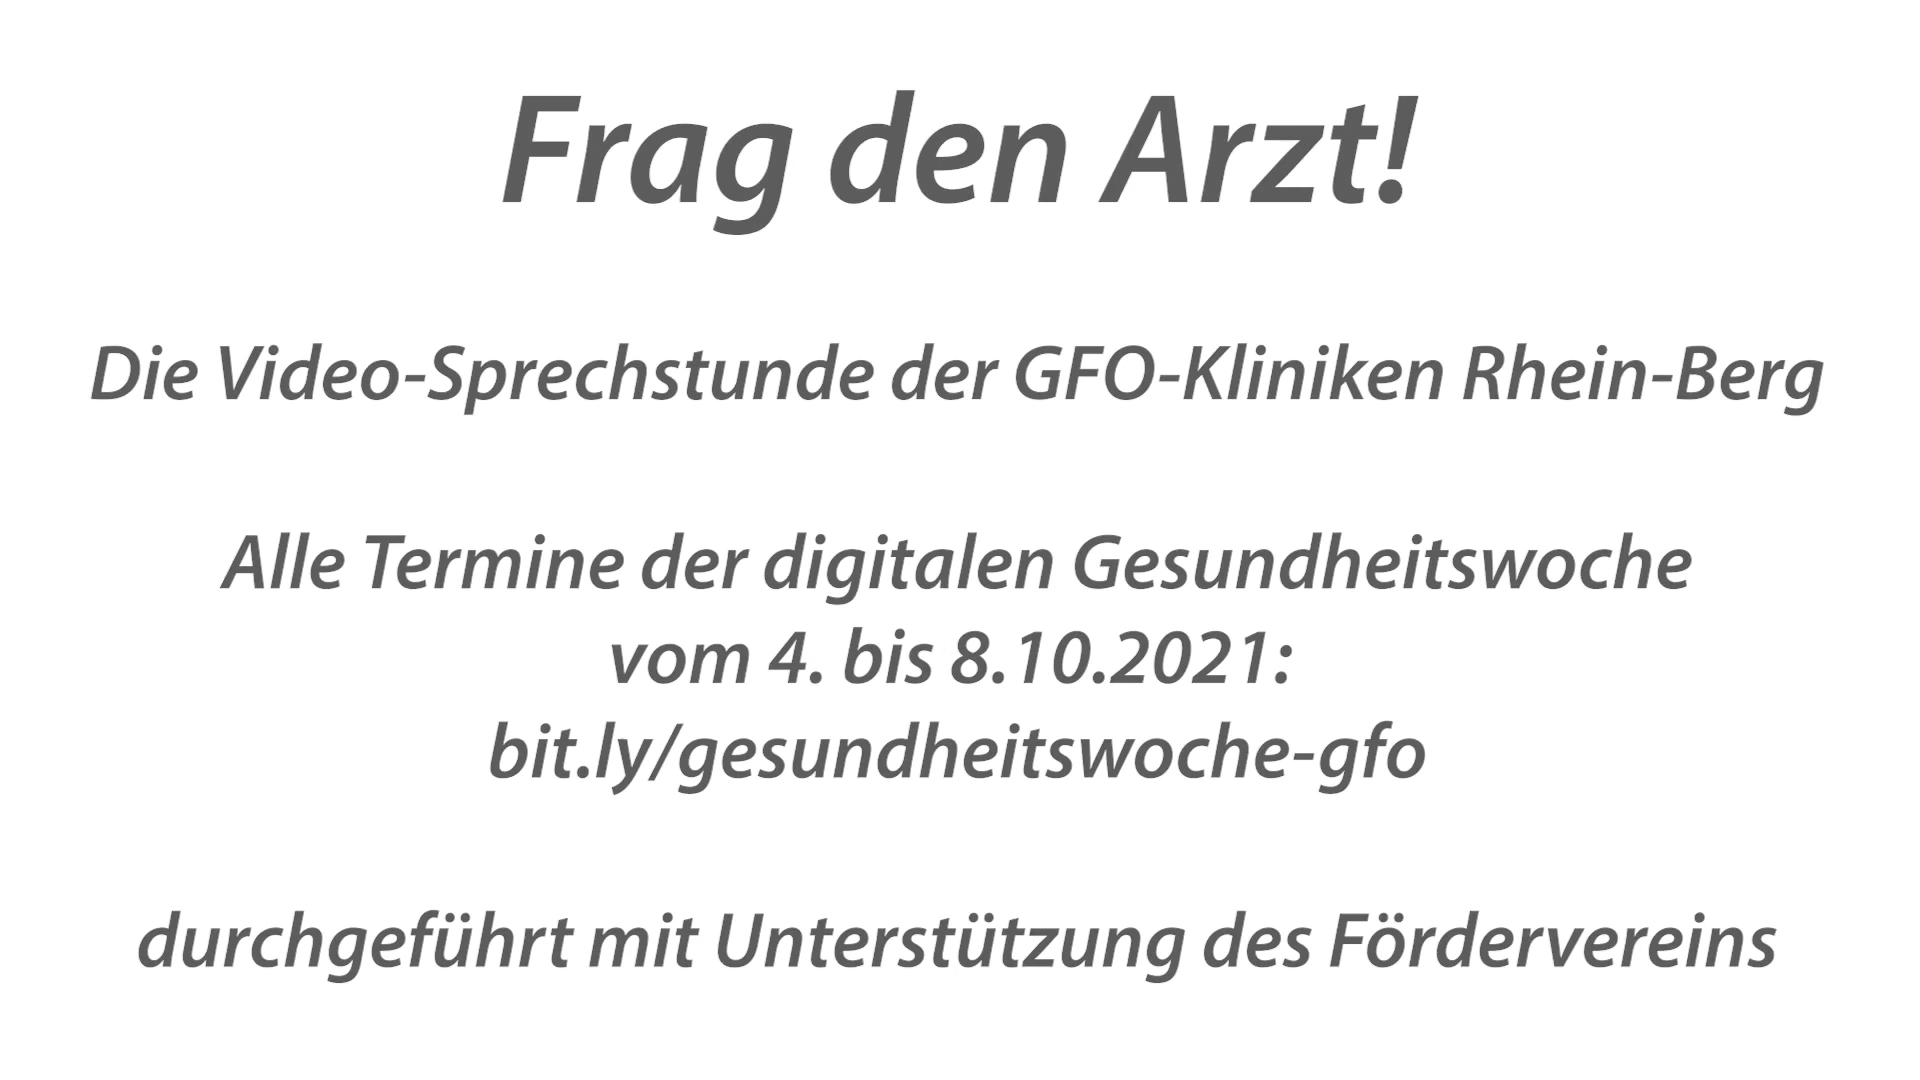 Frag den Arzt!
Die Video-Sprechstunde der GFO-Kliniken Rhein-Berg
Alle Termine der digitalen Gesundheitswoche
vom 4. bis 8.10.2021:
bit.ly/gesundheitswoche-gfo
durchgeführt mit Unterstützung des Fördervereins